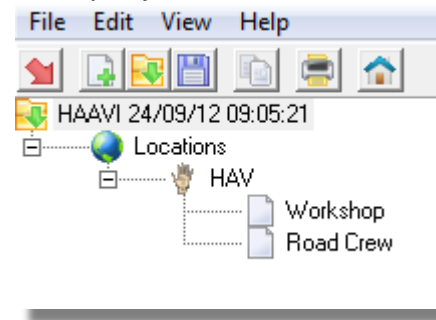 File Edit View Help
HAAVI 24/09/12 09:05:21
Locations
HAV
Workshop
Road Crew